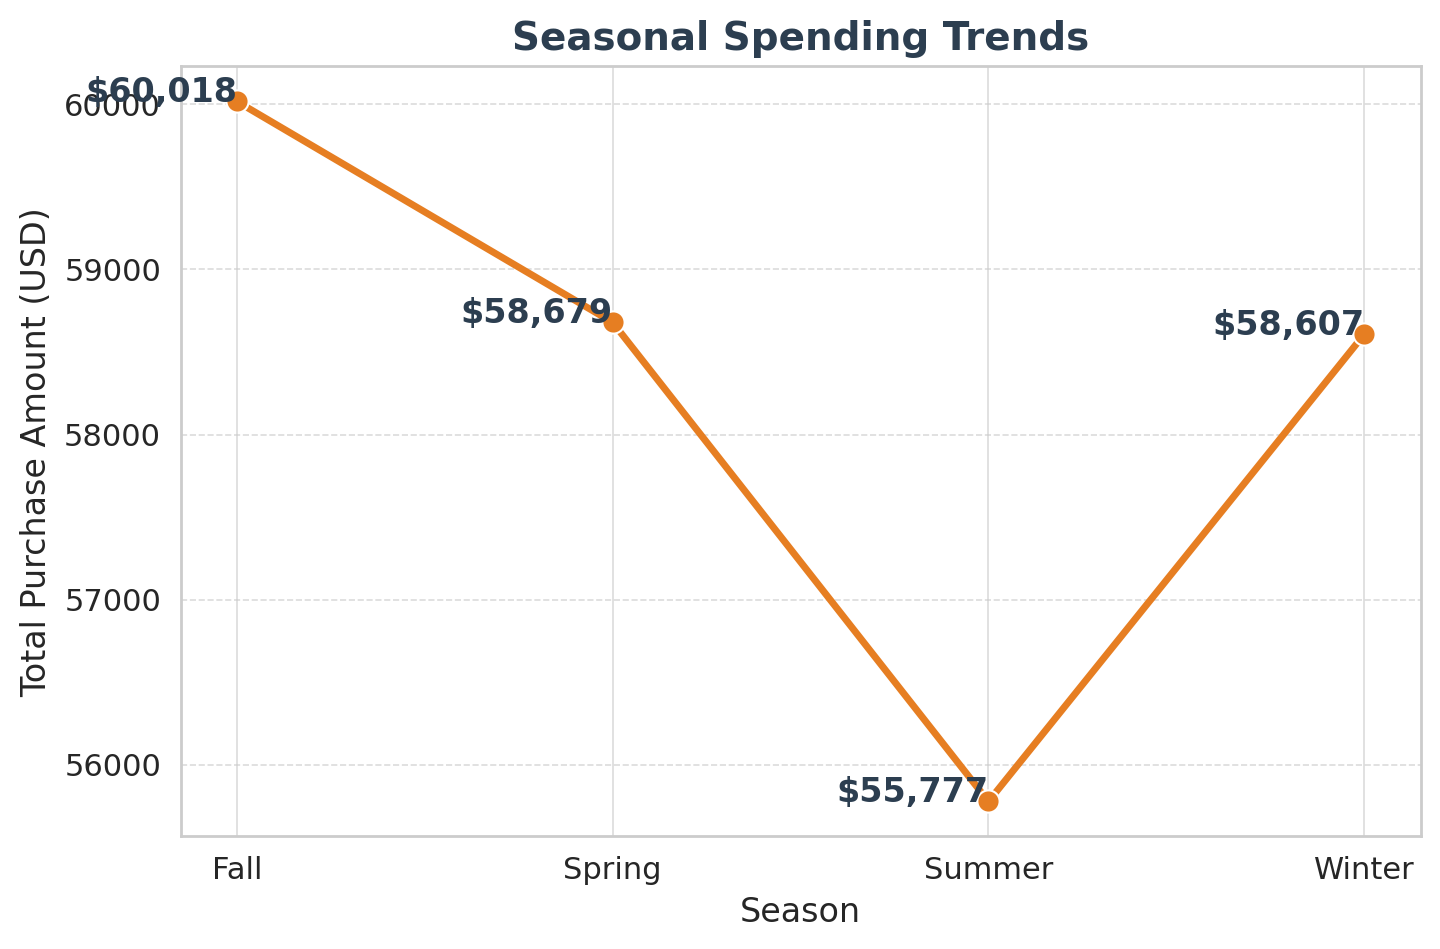 Seasonal Spending Trends
$60,018
60000
59000
$58,679
$58,607
58000
57000
56000
$55,777
Total Purchase Amount (USD)
Fall
Spring
Summer
Winter
Season